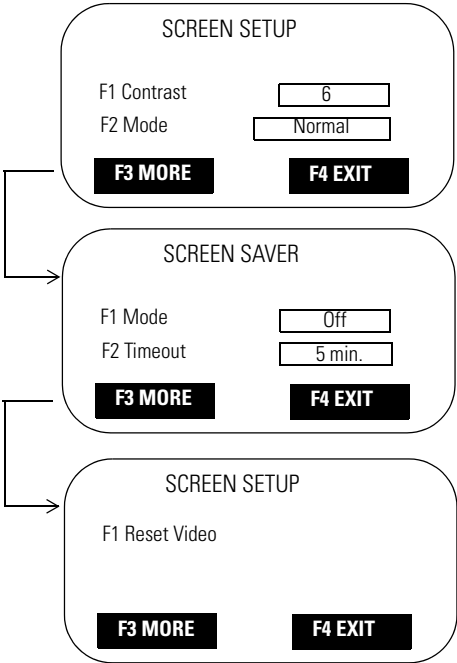 SCREEN SETUP
F1 Contrast 6
F2 Mode Normal
F3 MORE F4 EXIT
SCREEN SAVER
F1 Mode Off
F2 Timeout 5 min.
F3 MORE F4 EXIT
SCREEN SETUP
F1 Reset Video
F3 MORE F4 EXIT